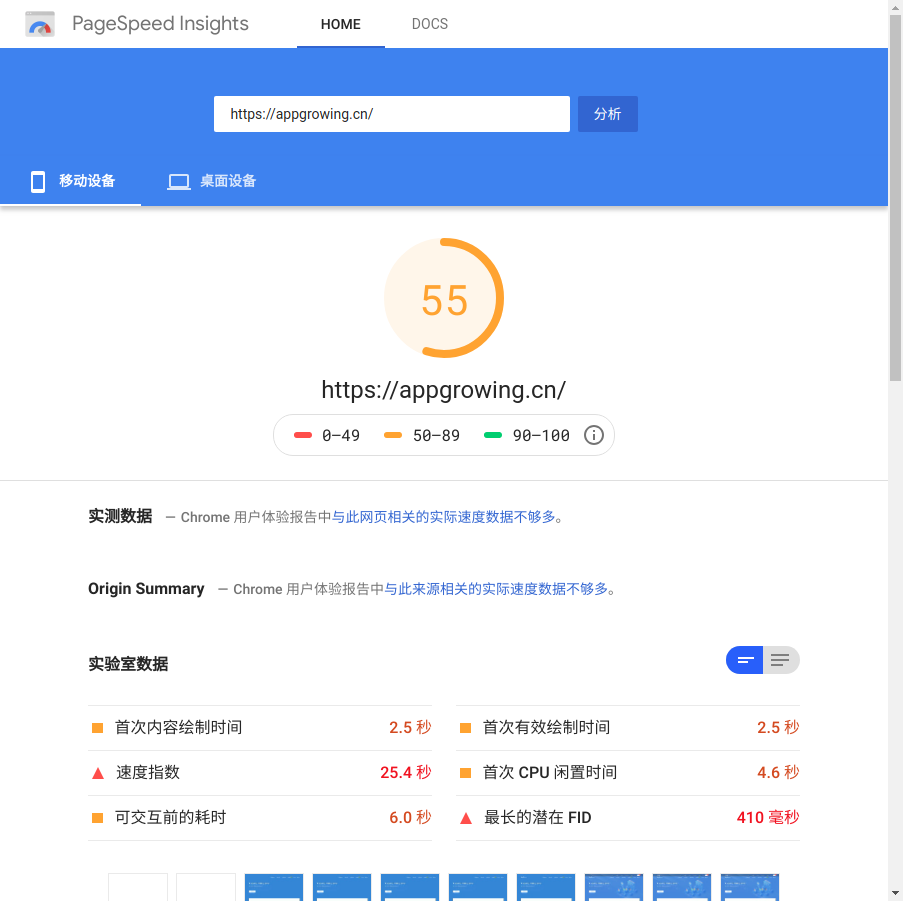 PageSpeed Insights HOME DOCS
https://appgrowing.cn/ 分析
移动设备 桌面设备
55
https://appgrowing.cn/
0–49 50–89 90–100
实测数据 — Chrome 用户体验报告中与此网页相关的实际速度数据不够多。
Origin Summary — Chrome 用户体验报告中与此来源相关的实际速度数据不够多。
实验室数据
首次内容绘制时间 2.5 秒 首次有效绘制时间 2.5 秒
速度指数 25.4 秒 首次 CPU 闲置时间 4.6 秒
可交互前的耗时 6.0 秒 最长的潜在 FID 410 毫秒